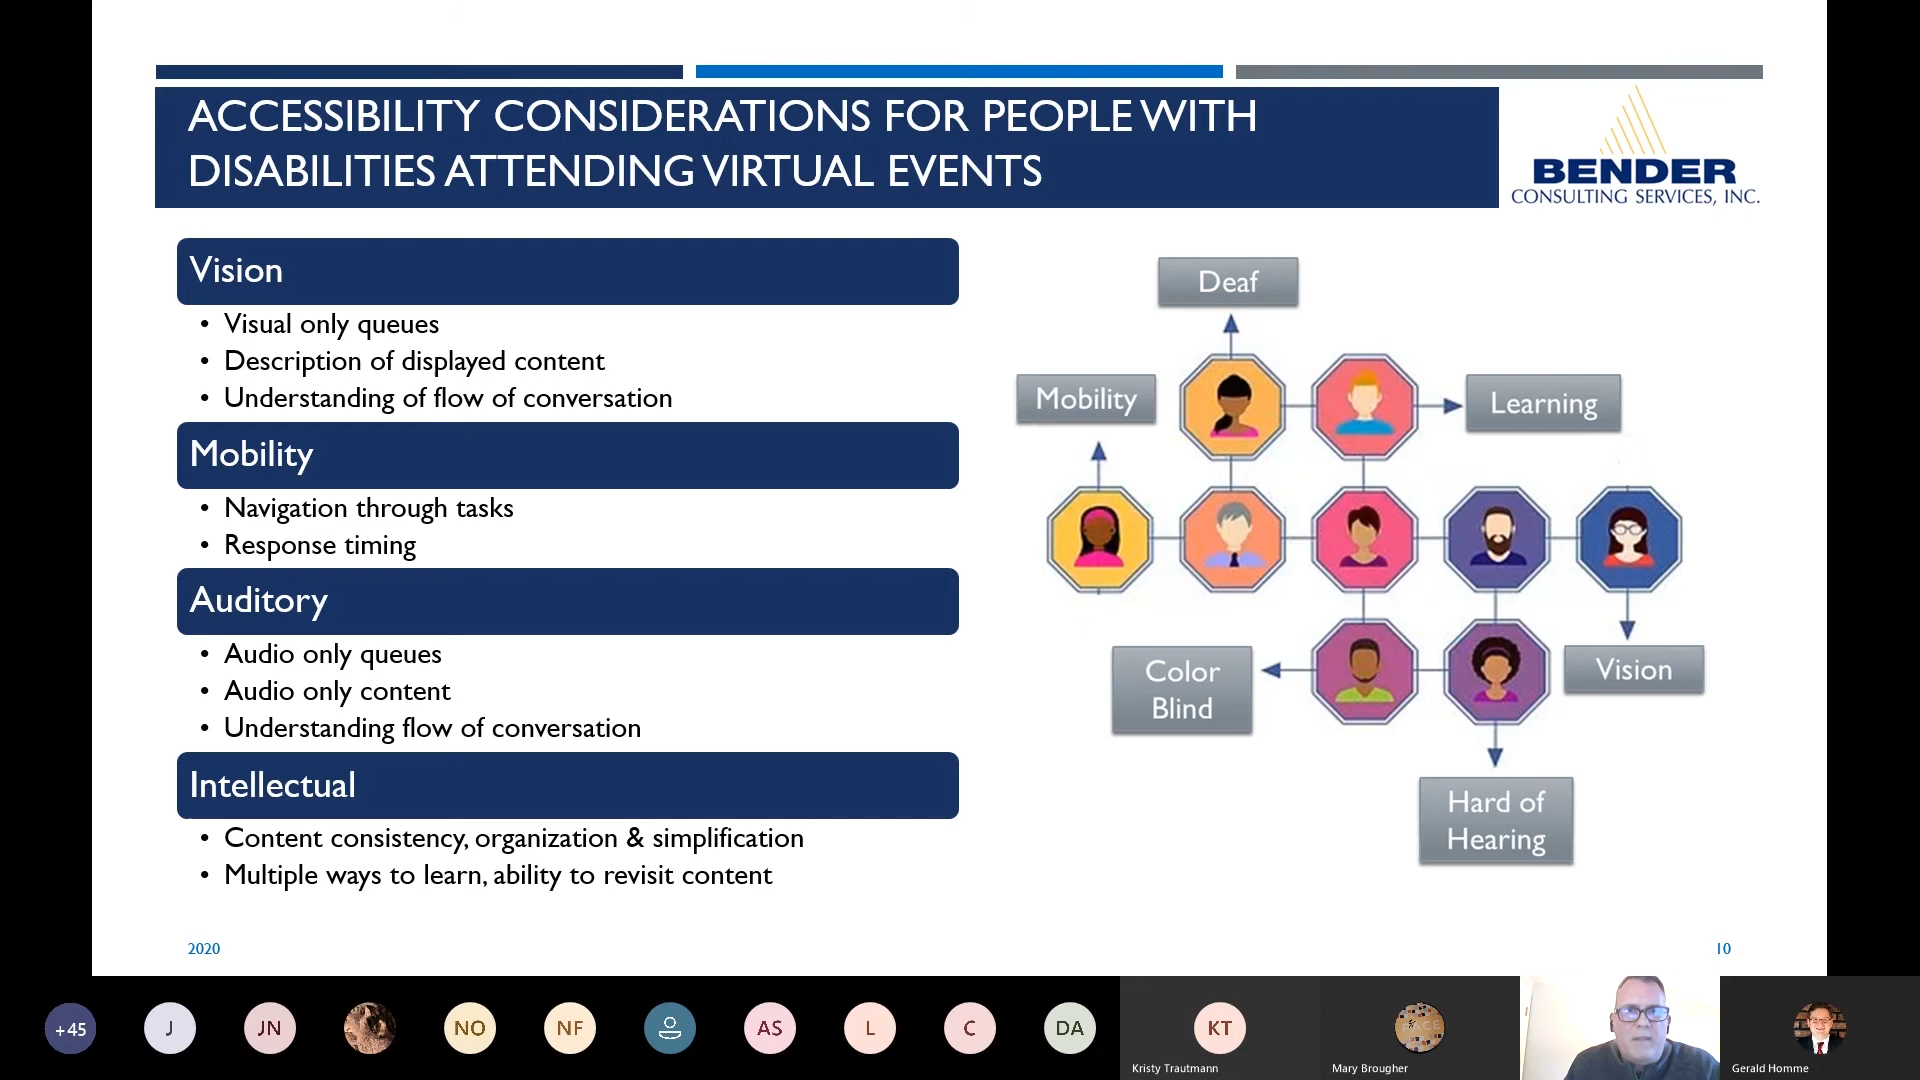 ACCESSIBILITY CONSIDERATIONS FOR PEOPLE WITH
DISABILITIES ATTENDING VIRTUAL EVENTS
BENDER
CONSULTING SERVICES, INC.
Vision
• Visual only queues
• Description of displayed content
• Understanding of flow of conversation
Mobility
• Navigation through tasks
• Response timing
Auditory
• Audio only queues
• Audio only content
• Understanding flow of conversation
Intellectual
• Content consistency, organization & simplification
• Multiple ways to learn, ability to revisit content
Deaf
Mobility
Learning
Color
Blind
Vision
Hard of
Hearing
2020
10
+45
J
JN
NO
NF
AS
L
C
DA
KT
PACE
Kristy Trautmann
Mary Brougher
Gerald Homme